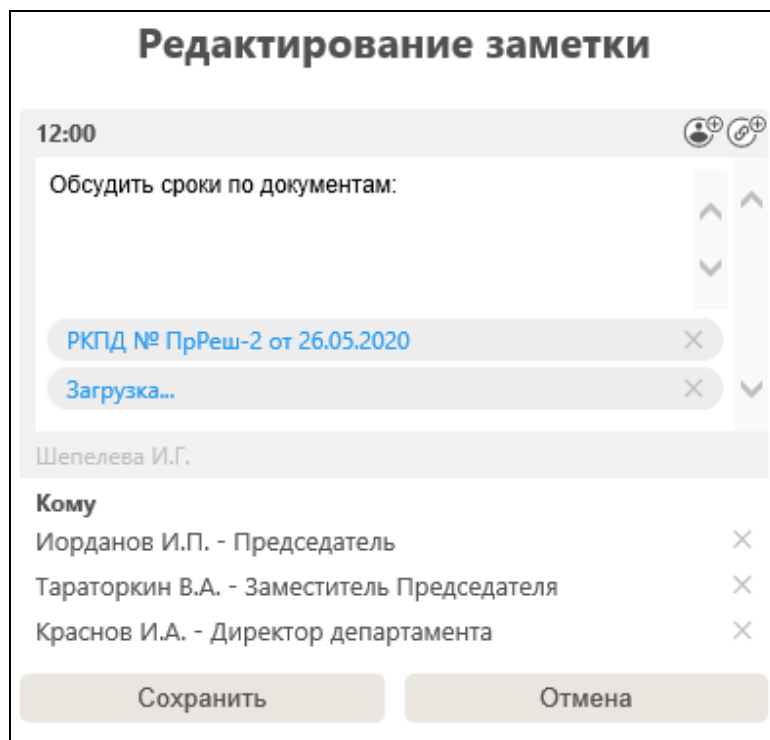 Редактирование заметки
12:00
Обсудить сроки по документам:
РКПД № ПрРеш-2 от 26.05.2020
Загрузка...
Шепелева И.Г.
Кому
Иорданов И.П. - Председатель
Тараторкин В.А. - Заместитель Председателя
Краснов И.А. - Директор департамента
Сохранить
Отмена